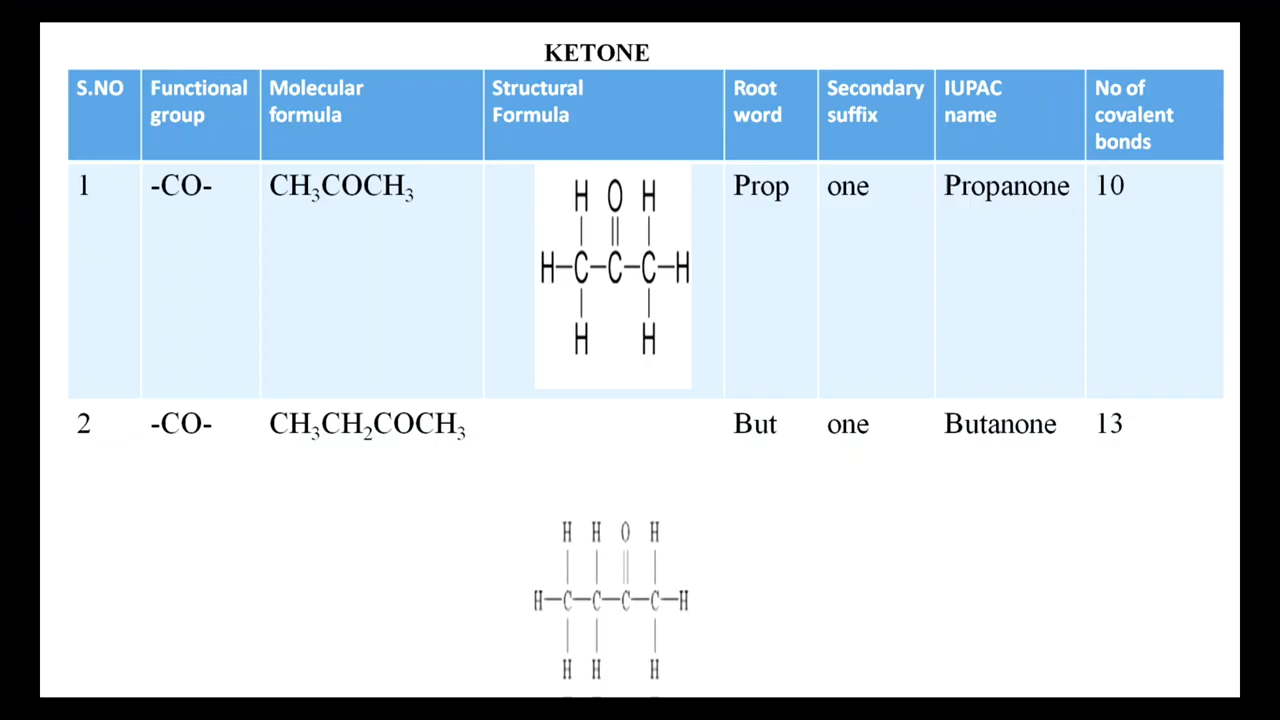 KETONE
S.NO Functional group Molecular formula Structural Formula Root word Secondary suffix IUPAC name No of covalent bonds
1 -CO- CH₃COCH₃ Prop one Propanone 10
H O H
H–C–C–C–H
H H
2 -CO- CH₃CH₂COCH₃ But one Butanone 13
H H O H
H–C–C–C–C–H
H H H